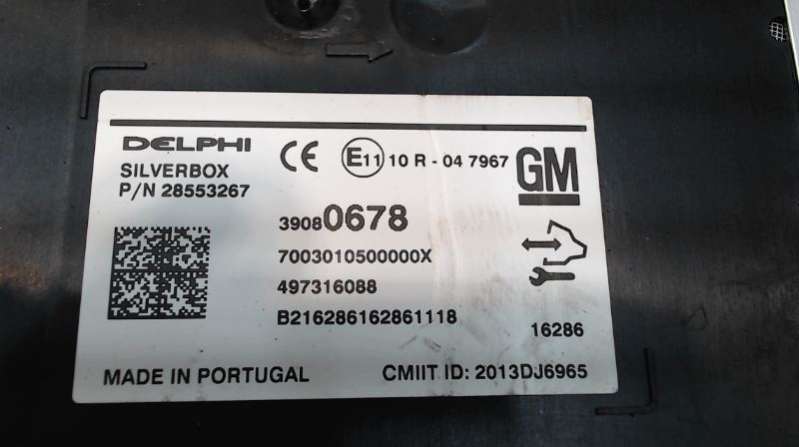 DELPHI
SILVERBOX
P/N 28553267
CE
E11 10 R - 04 7967
GM
39080678
7003010500000X
497316088
B216286162861118
16286
MADE IN PORTUGAL
CMIIT ID: 2013DJ6965